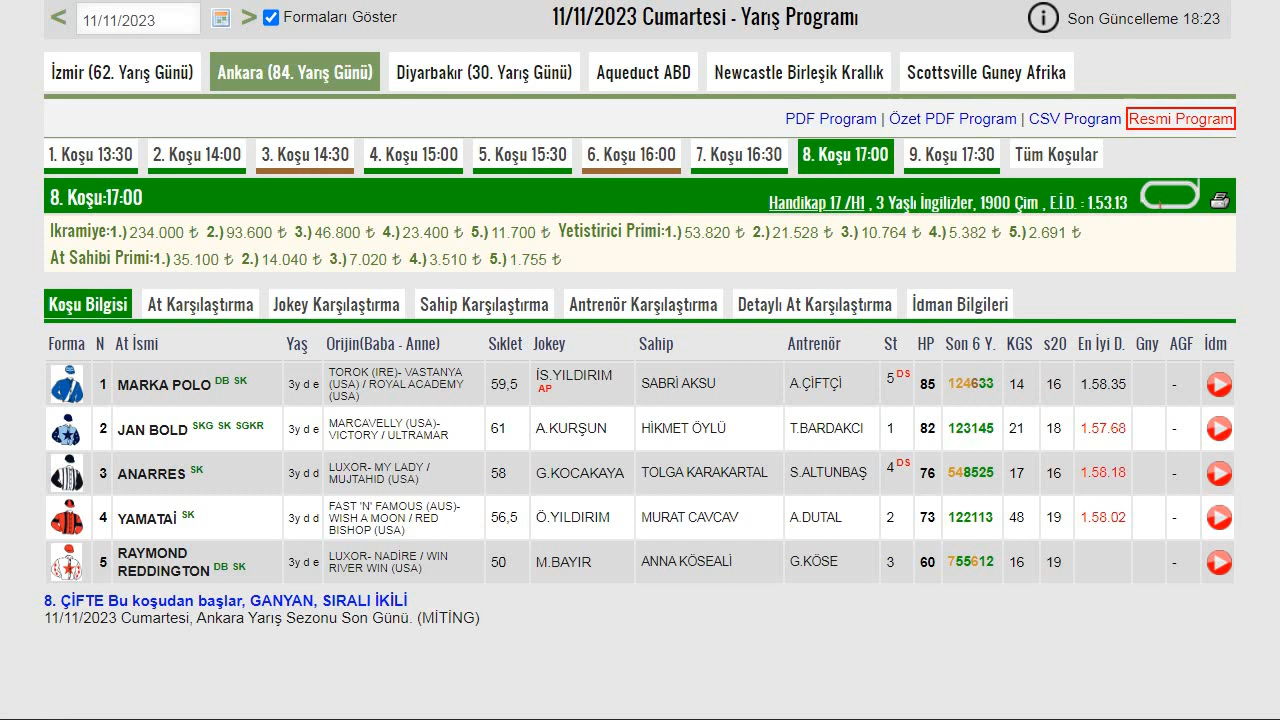 < 11/11/2023 > Formaları Göster 11/11/2023 Cumartesi - Yarış Programı i Son Güncelleme 18:23
İzmir (62. Yarış Günü) Ankara (84. Yarış Günü) Diyarbakır (30. Yarış Günü) Aqueduct ABD Newcastle Birleşik Krallık Scottsville Guney Afrika
PDF Program | Özet PDF Program | CSV Program Resmi Program
1. Koşu 13:30 2. Koşu 14:00 3. Koşu 14:30 4. Koşu 15:00 5. Koşu 15:30 6. Koşu 16:00 7. Koşu 16:30 8. Koşu 17:00 9. Koşu 17:30 Tüm Koşular
8. Koşu:17:00 Handikap 17 /H1 , 3 Yaşlı İngilizler, 1900 Çim , E.İ.D. : 1.53.13
Ikramiye:1.) 234.000 ₺ 2.) 93.600 ₺ 3.) 46.800 ₺ 4.) 23.400 ₺ 5.) 11.700 ₺ Yetistirici Primi:1.) 53.820 ₺ 2.) 21.528 ₺ 3.) 10.764 ₺ 4.) 5.382 ₺ 5.) 2.691 ₺
At Sahibi Primi:1.) 35.100 ₺ 2.) 14.040 ₺ 3.) 7.020 ₺ 4.) 3.510 ₺ 5.) 1.755 ₺
Koşu Bilgisi At Karşılaştırma Jokey Karşılaştırma Sahip Karşılaştırma Antrenör Karşılaştırma Detaylı At Karşılaştırma İdman Bilgileri
Forma N At İsmi Yaş Orijin(Baba - Anne) Sıklet Jokey Sahip Antrenör St HP Son 6 Y. KGS s20 En İyi D. Gny AGF İdm
1 MARKA POLO DB SK 3y d e TOROK (IRE)- VASTANYA (USA) / ROYAL ACADEMY (USA) 59,5 İS.YILDIRIM AP SABRİ AKSU A.ÇİFTÇİ 5 DS 85 124633 14 16 1.58.35 -
2 JAN BOLD SKG SK SGKR 3y d e MARCAVELLY (USA)- VICTORY / ULTRAMAR 61 A.KURŞUN HİKMET ÖYLÜ T.BARDAKCI 1 82 123145 21 18 1.57.68 -
3 ANARRES SK 3y d d LUXOR- MY LADY / MUJTAHID (USA) 58 G.KOCAKAYA TOLGA KARAKARTAL S.ALTUNBAŞ 4 DS 76 548525 17 16 1.58.18 -
4 YAMATAİ SK 3y d d FAST 'N' FAMOUS (AUS)- WISH A MOON / RED BISHOP (USA) 56,5 Ö.YILDIRIM MURAT CAVCAV A.DUTAL 2 73 122113 48 19 1.58.02 -
5 RAYMOND REDDINGTON DB SK 3y d e LUXOR- NADİRE / WIN RIVER WIN (USA) 50 M.BAYIR ANNA KÖSEALİ G.KÖSE 3 60 755612 16 19 -
8. ÇİFTE Bu koşudan başlar, GANYAN, SIRALI İKİLİ
11/11/2023 Cumartesi, Ankara Yarış Sezonu Son Günü. (MİTİNG)